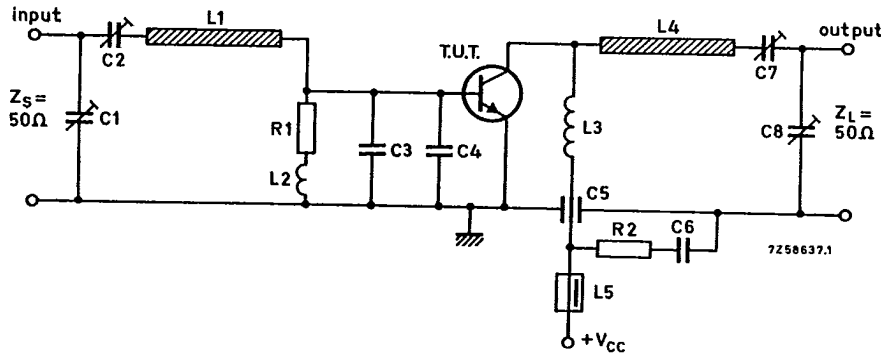 input
L1
L4
output
C2
T.U.T.
C7
Z_S =
50Ω
C1
R1
L2
C3
C4
L3
C8
Z_L =
50Ω
C5
R2
C6
7Z58637.1
L5
+V_CC